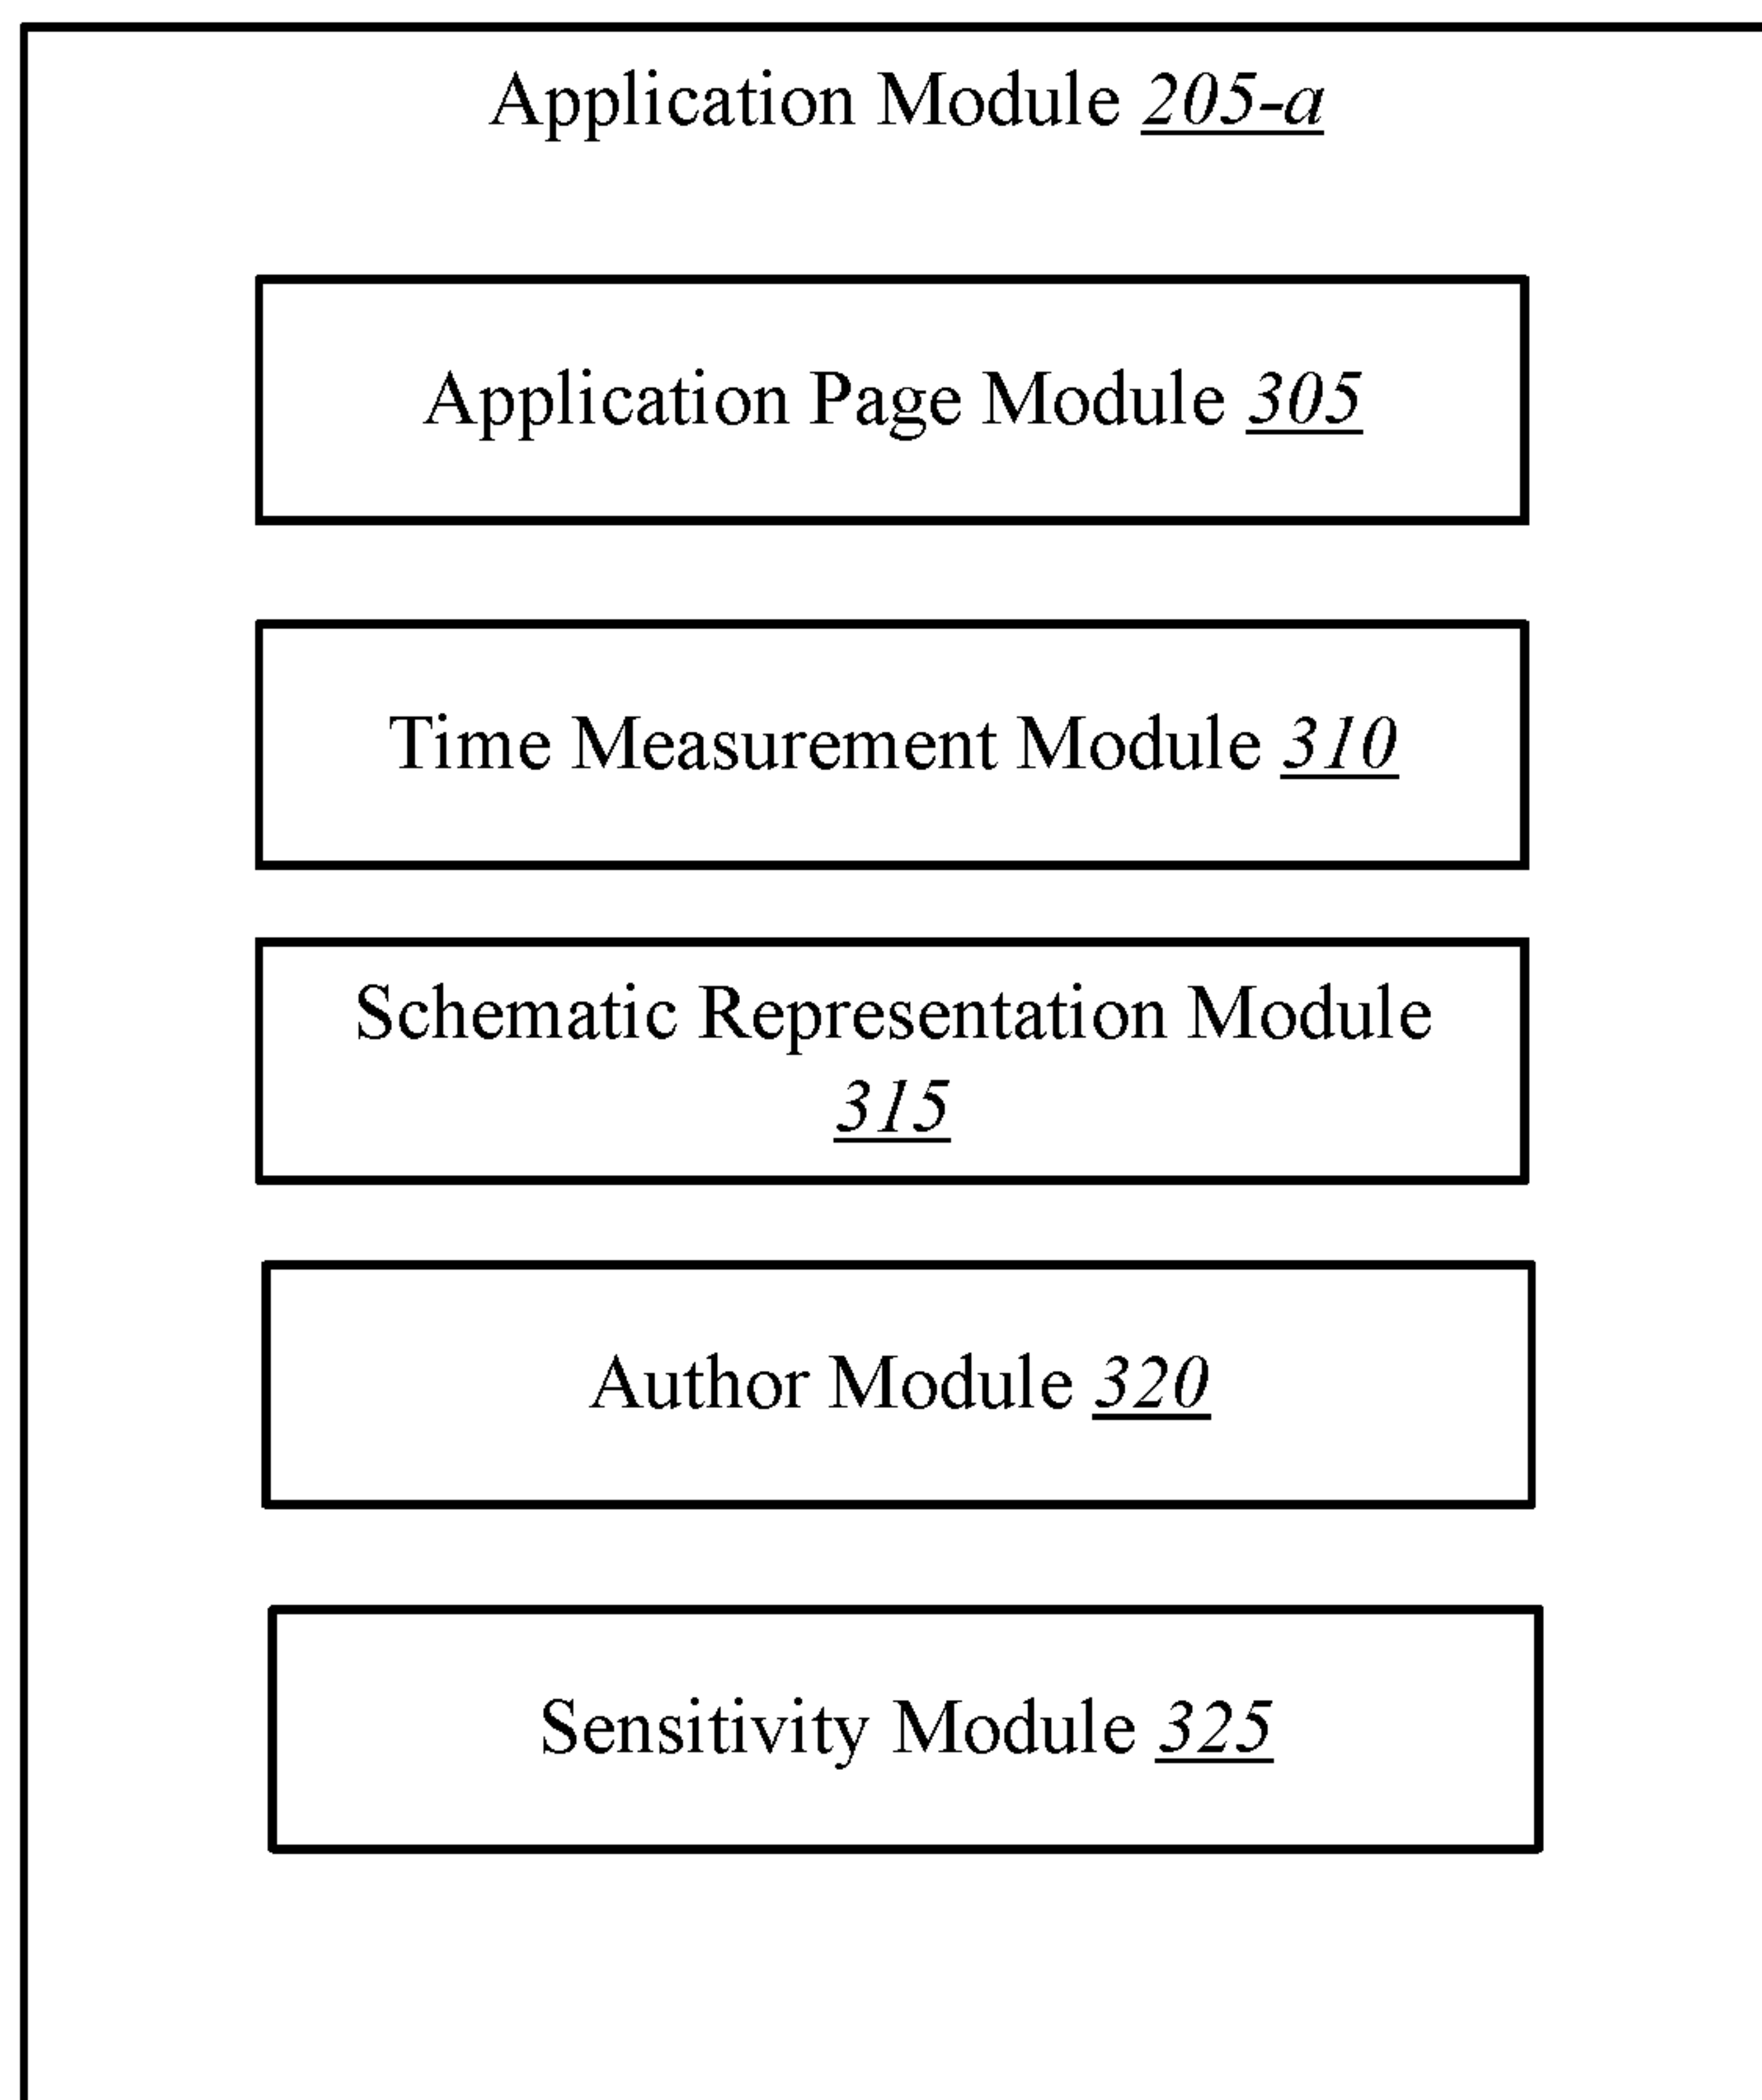 Application Module 205-a
Application Page Module 305
Time Measurement Module 310
Schematic Representation Module
315
Author Module 320
Sensitivity Module 325